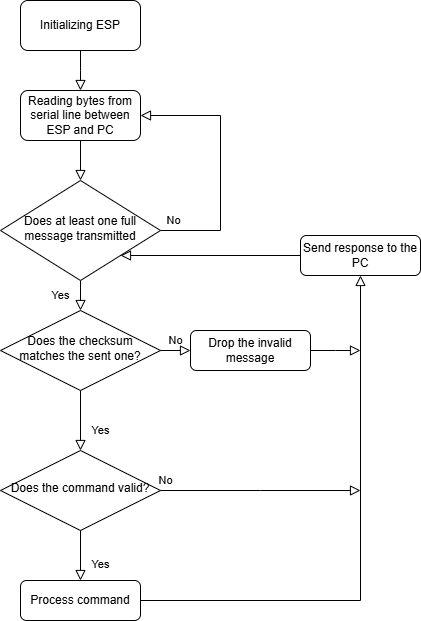 Initializing ESP
Reading bytes from
serial line between
ESP and PC
Does at least one full
message transmitted
No
Send response to the
PC
Yes
Does the checksum
matches the sent one?
No
Drop the invalid
message
Yes
Does the command valid?
No
Yes
Process command